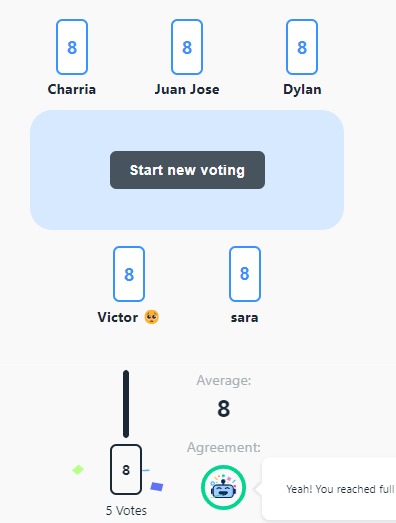 8 8 8
Charria Juan Jose Dylan
Start new voting
8 8
Victor 🥺 sara
Average:
8
Agreement:
8
Yeah! You reached full
5 Votes